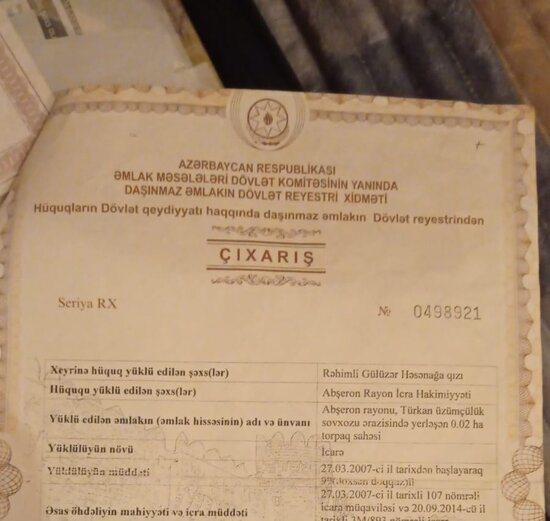 AZƏRBAYCAN RESPUBLİKASI
ƏMLAK MƏSƏLƏLƏRİ DÖVLƏT KOMİTƏSİNİN YANINDA
DAŞINMAZ ƏMLAKIN DÖVLƏT REYESTRİ XİDMƏTİ
Hüquqların Dövlət qeydiyyatı haqqında daşınmaz əmlakın Dövlət reyestrindən
ÇIXARIŞ
Seriya RX № 0498921
Xeyrinə hüquq yüklü edilən şəxs(lər) Rəhimli Gülüzər Həsənağa qızı
Hüququ yüklü edilən şəxs(lər) Abşeron Rayon İcra Hakimiyyəti
Yüklü edilən əmlakın (əmlak hissəsinin) adı və ünvanı Abşeron rayonu, Türkan üzümçülük
sovxozu ərazisində yerləşən 0.02 ha
torpaq sahəsi
Yüklülüyün növü İcarə
Yüklülüyün müddəti 27.03.2007-ci il tarixdən başlayaraq
Əsas öhdəliyin mahiyyəti və icra müddəti 27.03.2007-ci il tarixli 107 nömrəli
icarə müqaviləsi və 20.09.2014-cü il